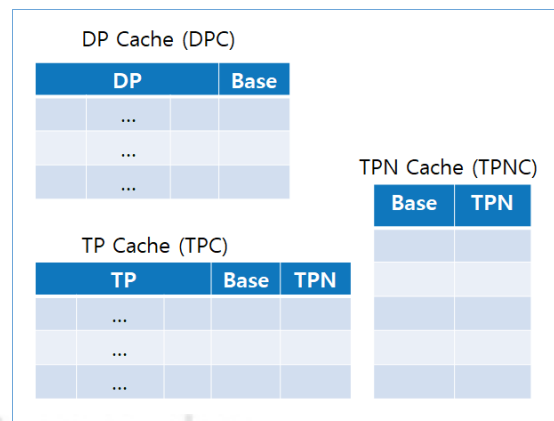 DP Cache (DPC)
DP Base
...
...
...
TPN Cache (TPNC)
Base TPN
TP Cache (TPC)
TP Base TPN
...
...
...